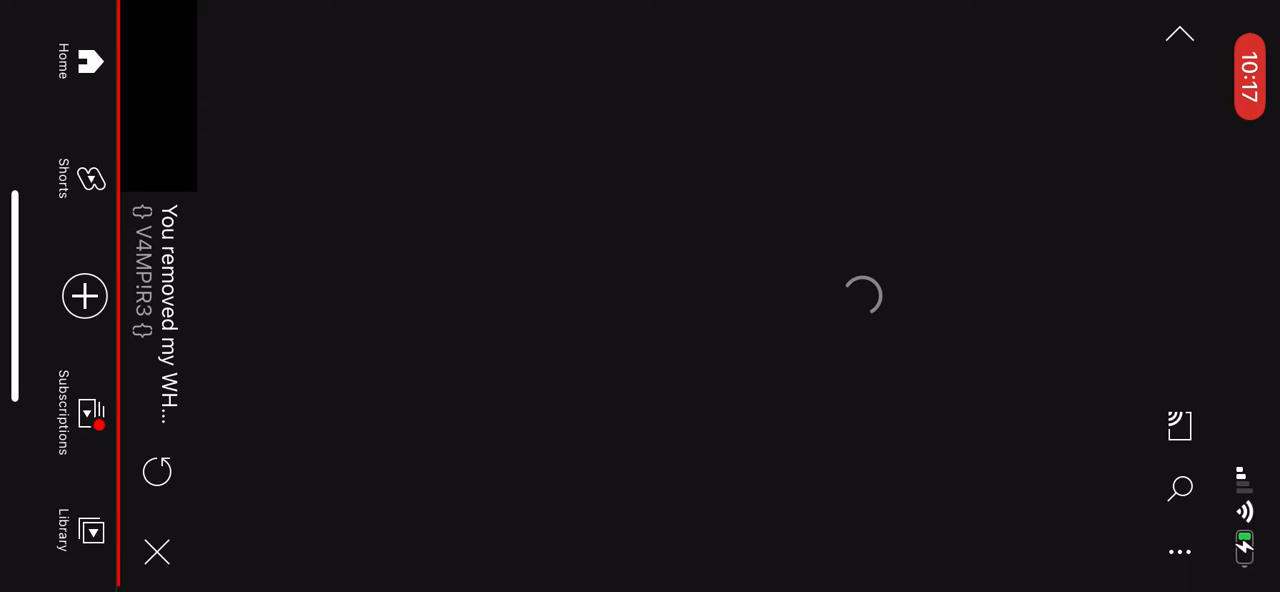 10:17
You removed my WH...
{} V4MP!R3 {}
Home
Shorts
Subscriptions
Library